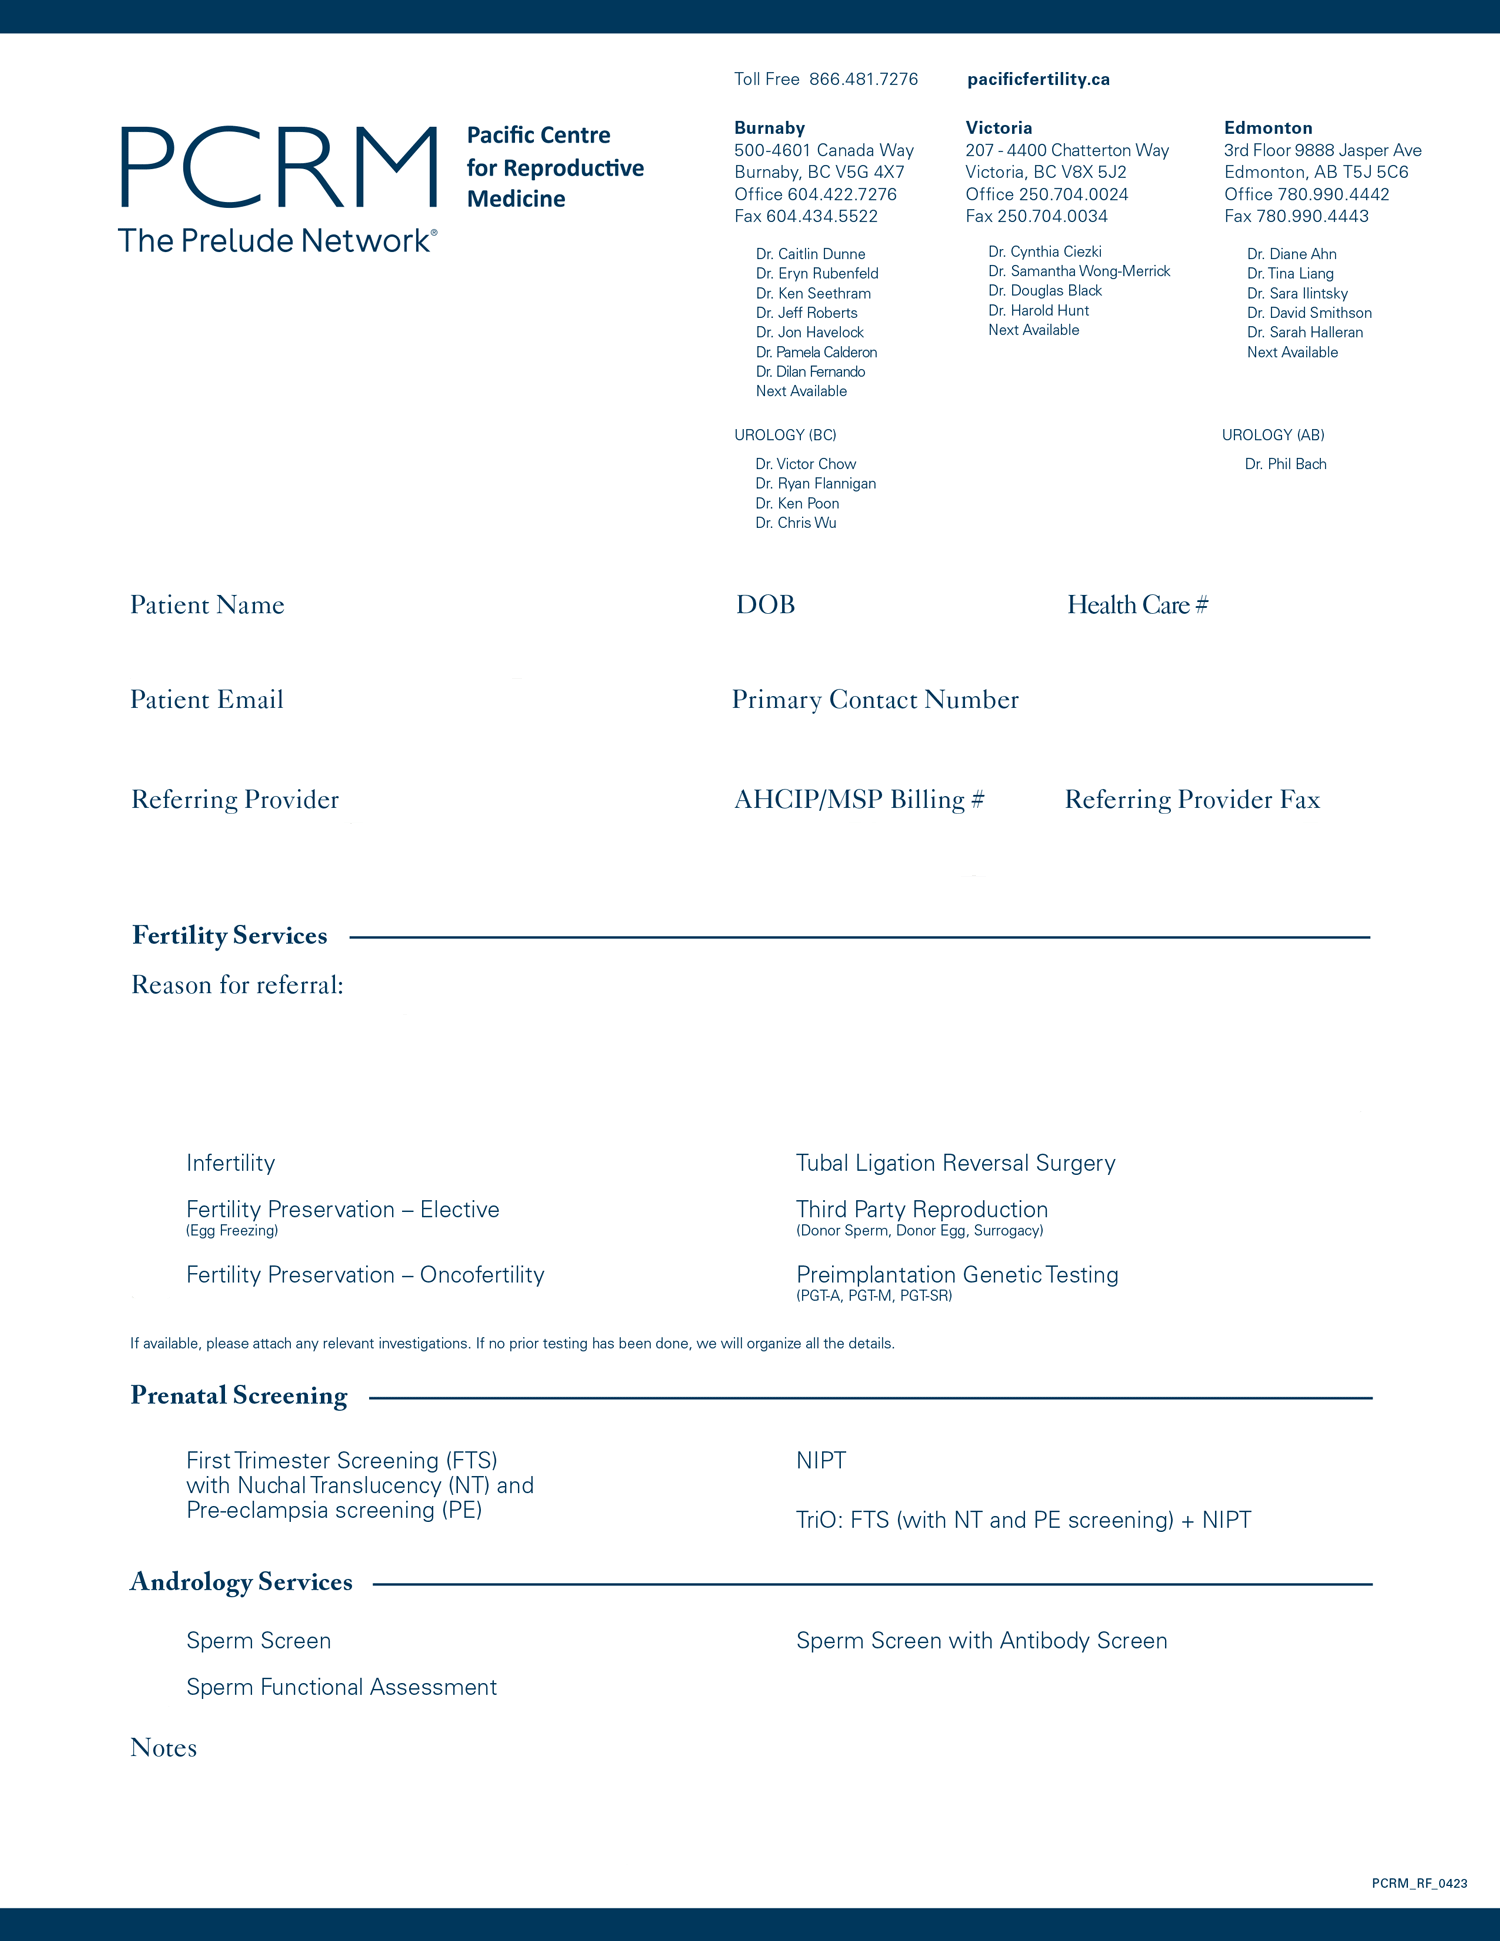 Toll Free 866.481.7276
pacificfertility.ca
PCRM
Pacific Centre
for Reproductive
Medicine
The Prelude Network®
Burnaby
500-4601 Canada Way
Burnaby, BC V5G 4X7
Office 604.422.7276
Fax 604.434.5522
Dr. Caitlin Dunne
Dr. Eryn Rubenfeld
Dr. Ken Seethram
Dr. Jeff Roberts
Dr. Jon Havelock
Dr. Pamela Calderon
Dr. Dilan Fernando
Next Available
UROLOGY (BC)
Dr. Victor Chow
Dr. Ryan Flannigan
Dr. Ken Poon
Dr. Chris Wu
Victoria
207 - 4400 Chatterton Way
Victoria, BC V8X 5J2
Office 250.704.0024
Fax 250.704.0034
Dr. Cynthia Ciezki
Dr. Samantha Wong-Merrick
Dr. Douglas Black
Dr. Harold Hunt
Next Available
Edmonton
3rd Floor 9888 Jasper Ave
Edmonton, AB T5J 5C6
Office 780.990.4442
Fax 780.990.4443
Dr. Diane Ahn
Dr. Tina Liang
Dr. Sara Ilintsky
Dr. David Smithson
Dr. Sarah Halleran
Next Available
UROLOGY (AB)
Dr. Phil Bach
Patient Name
DOB
Health Care #
Patient Email
Primary Contact Number
Referring Provider
AHCIP/MSP Billing #
Referring Provider Fax
Fertility Services
Reason for referral:
Infertility
Tubal Ligation Reversal Surgery
Fertility Preservation – Elective
(Egg Freezing)
Third Party Reproduction
(Donor Sperm, Donor Egg, Surrogacy)
Fertility Preservation – Oncofertility
Preimplantation Genetic Testing
(PGT-A, PGT-M, PGT-SR)
If available, please attach any relevant investigations. If no prior testing has been done, we will organize all the details.
Prenatal Screening
First Trimester Screening (FTS)
with Nuchal Translucency (NT) and
Pre-eclampsia screening (PE)
NIPT
TriO: FTS (with NT and PE screening) + NIPT
Andrology Services
Sperm Screen
Sperm Screen with Antibody Screen
Sperm Functional Assessment
Notes
PCRM_RF_0423